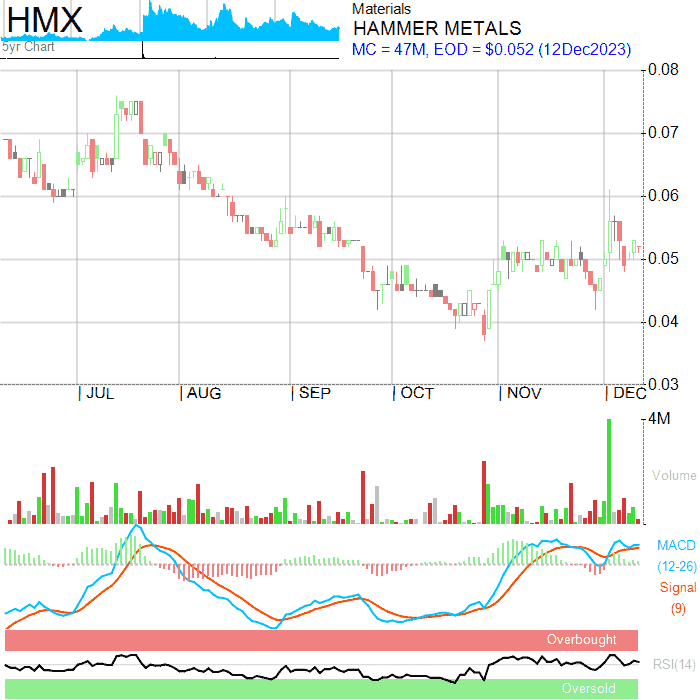 HMX
5yr Chart
Materials
HAMMER METALS
MC = 47M, EOD = $0.052 (12Dec2023)
0.08
0.07
0.06
0.05
0.04
0.03
JUL
AUG
SEP
OCT
NOV
DEC
4M
Volume
MACD
(12-26)
Signal
(9)
Overbought
RSI(14)
Oversold